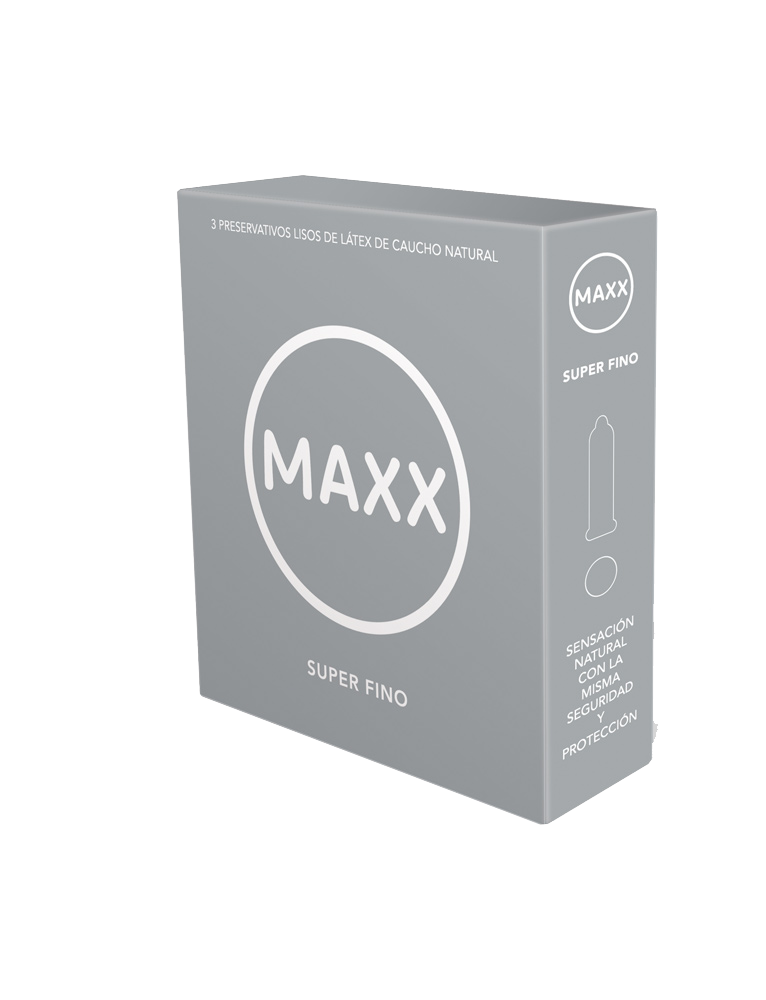 3 PRESERVATIVOS LISOS DE LÁTEX DE CAUCHO NATURAL
MAXX
SUPER FINO
MAXX
SUPER FINO
SENSACIÓN
NATURAL
CON LA
MISMA
SEGURIDAD
Y
PROTECCIÓN